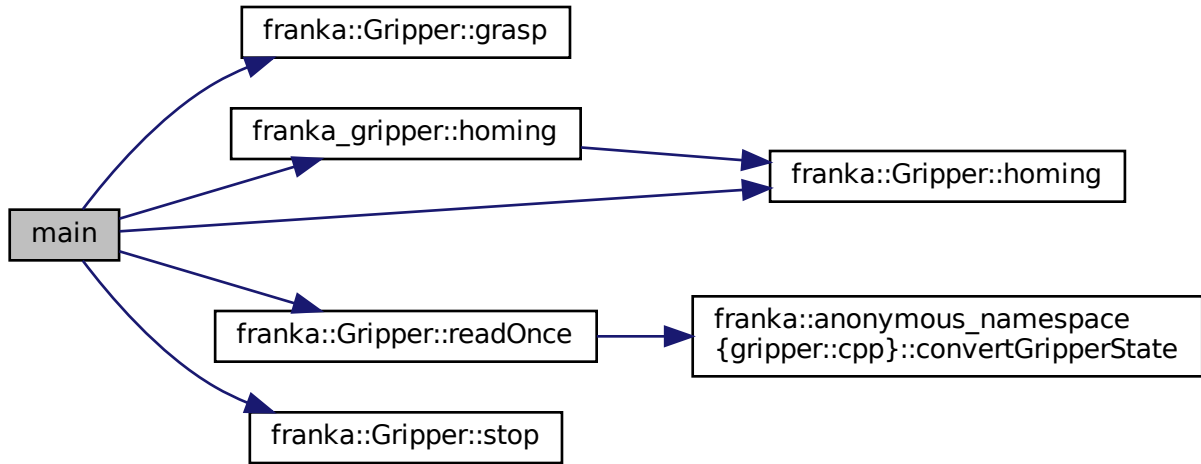 franka::Gripper::grasp
franka_gripper::homing
franka::Gripper::homing
main
franka::Gripper::readOnce
franka::anonymous_namespace
{gripper::cpp}::convertGripperState
franka::Gripper::stop